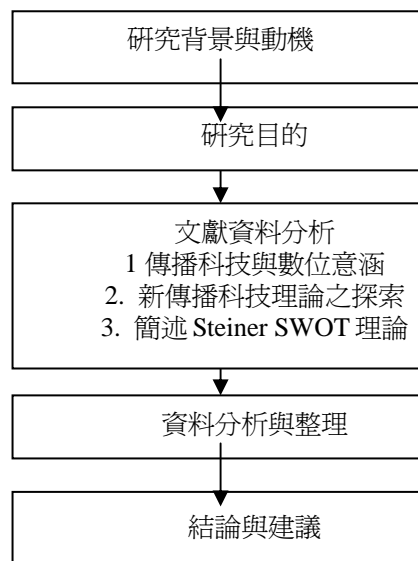 研究背景與動機
研究目的
文獻資料分析
1 傳播科技與數位意涵
2. 新傳播科技理論之探索
3. 簡述 Steiner SWOT 理論
資料分析與整理
結論與建議